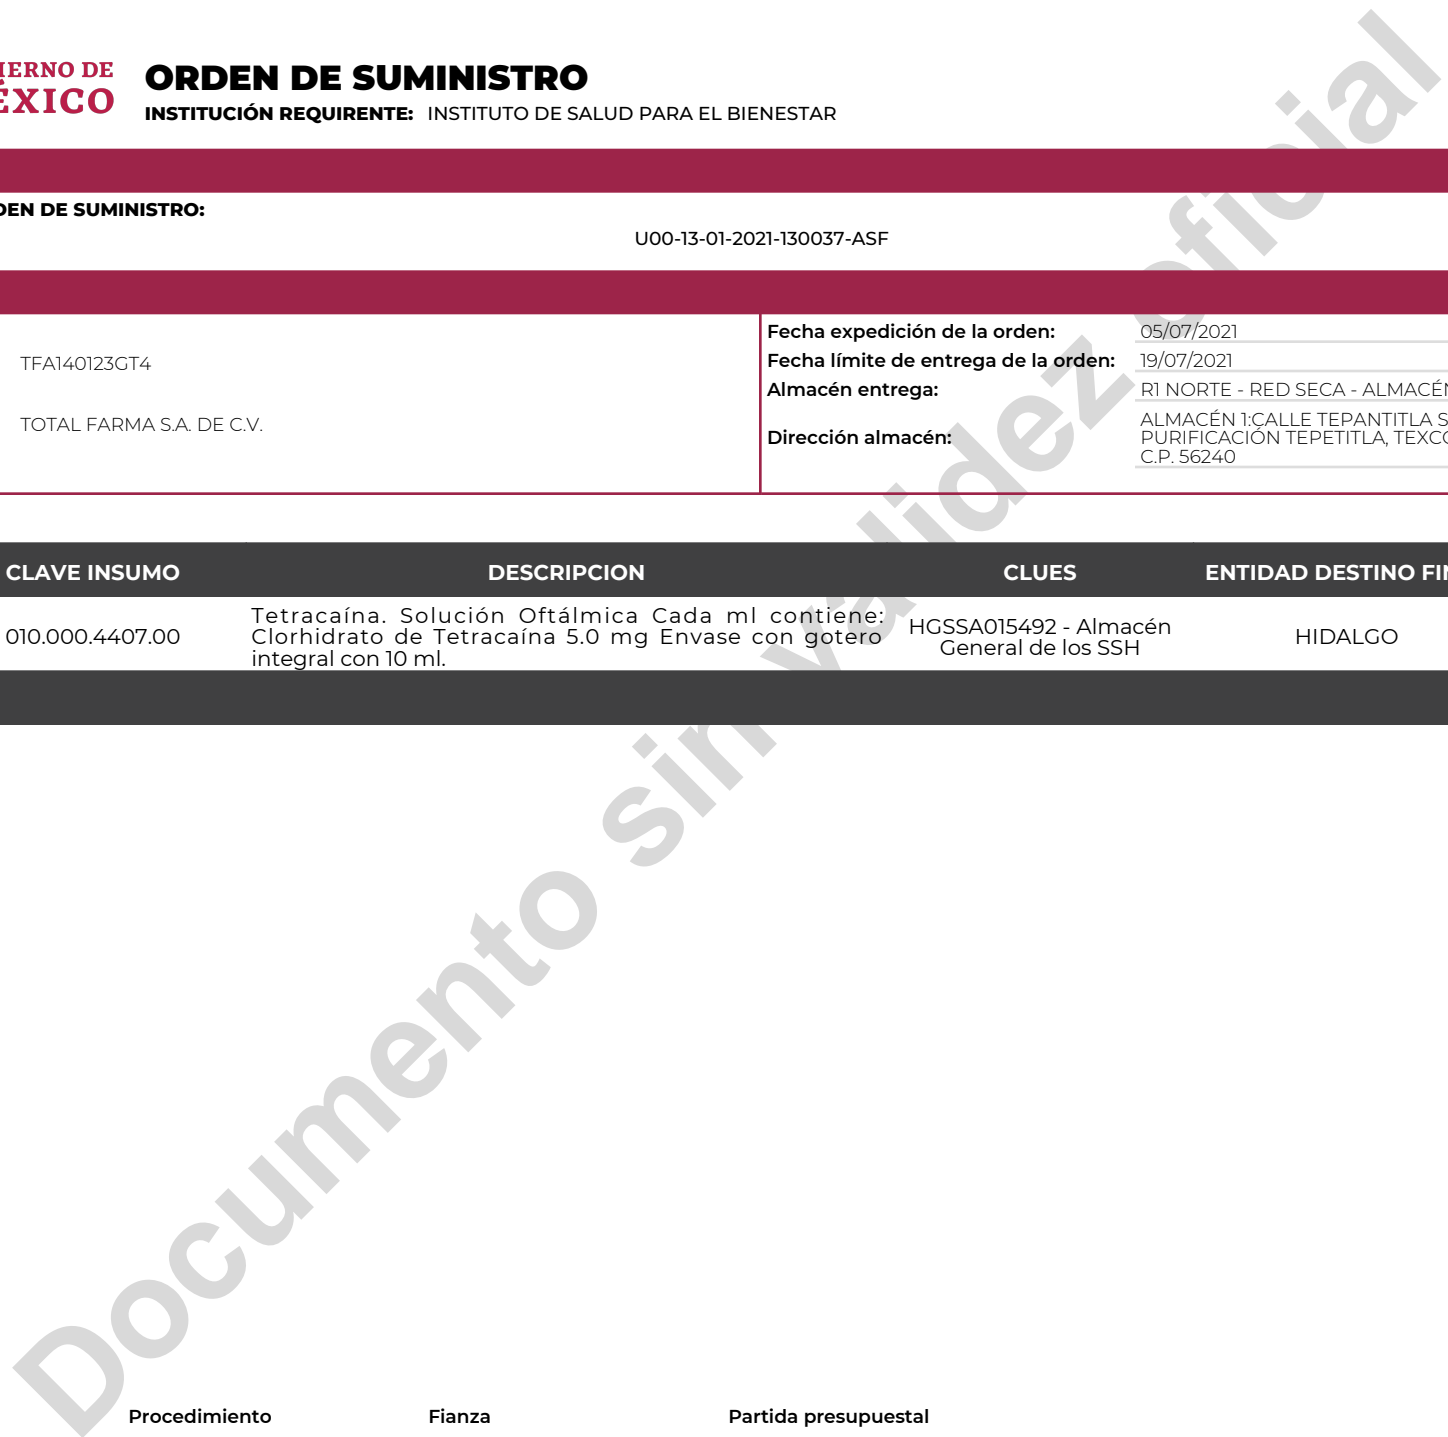 IERNO DE
ÉXICO
ORDEN DE SUMINISTRO
INSTITUCIÓN REQUIRENTE: INSTITUTO DE SALUD PARA EL BIENESTAR
DEN DE SUMINISTRO:
U00-13-01-2021-130037-ASF
TFA140123GT4
TOTAL FARMA S.A. DE C.V.
Fecha expedición de la orden: 05/07/2021
Fecha límite de entrega de la orden: 19/07/2021
Almacén entrega: R1 NORTE - RED SECA - ALMACÉN
Dirección almacén:
ALMACÉN 1:CALLE TEPANTITLA S
PURIFICACIÓN TEPETITLA, TEXCO
C.P. 56240
CLAVE INSUMO DESCRIPCION CLUES ENTIDAD DESTINO FIN
010.000.4407.00
Tetracaína. Solución Oftálmica Cada ml contiene:
Clorhidrato de Tetracaína 5.0 mg Envase con gotero
integral con 10 ml.
HGSSA015492 - Almacén
General de los SSH
HIDALGO
Documento sin validez oficial
Procedimiento Fianza Partida presupuestal